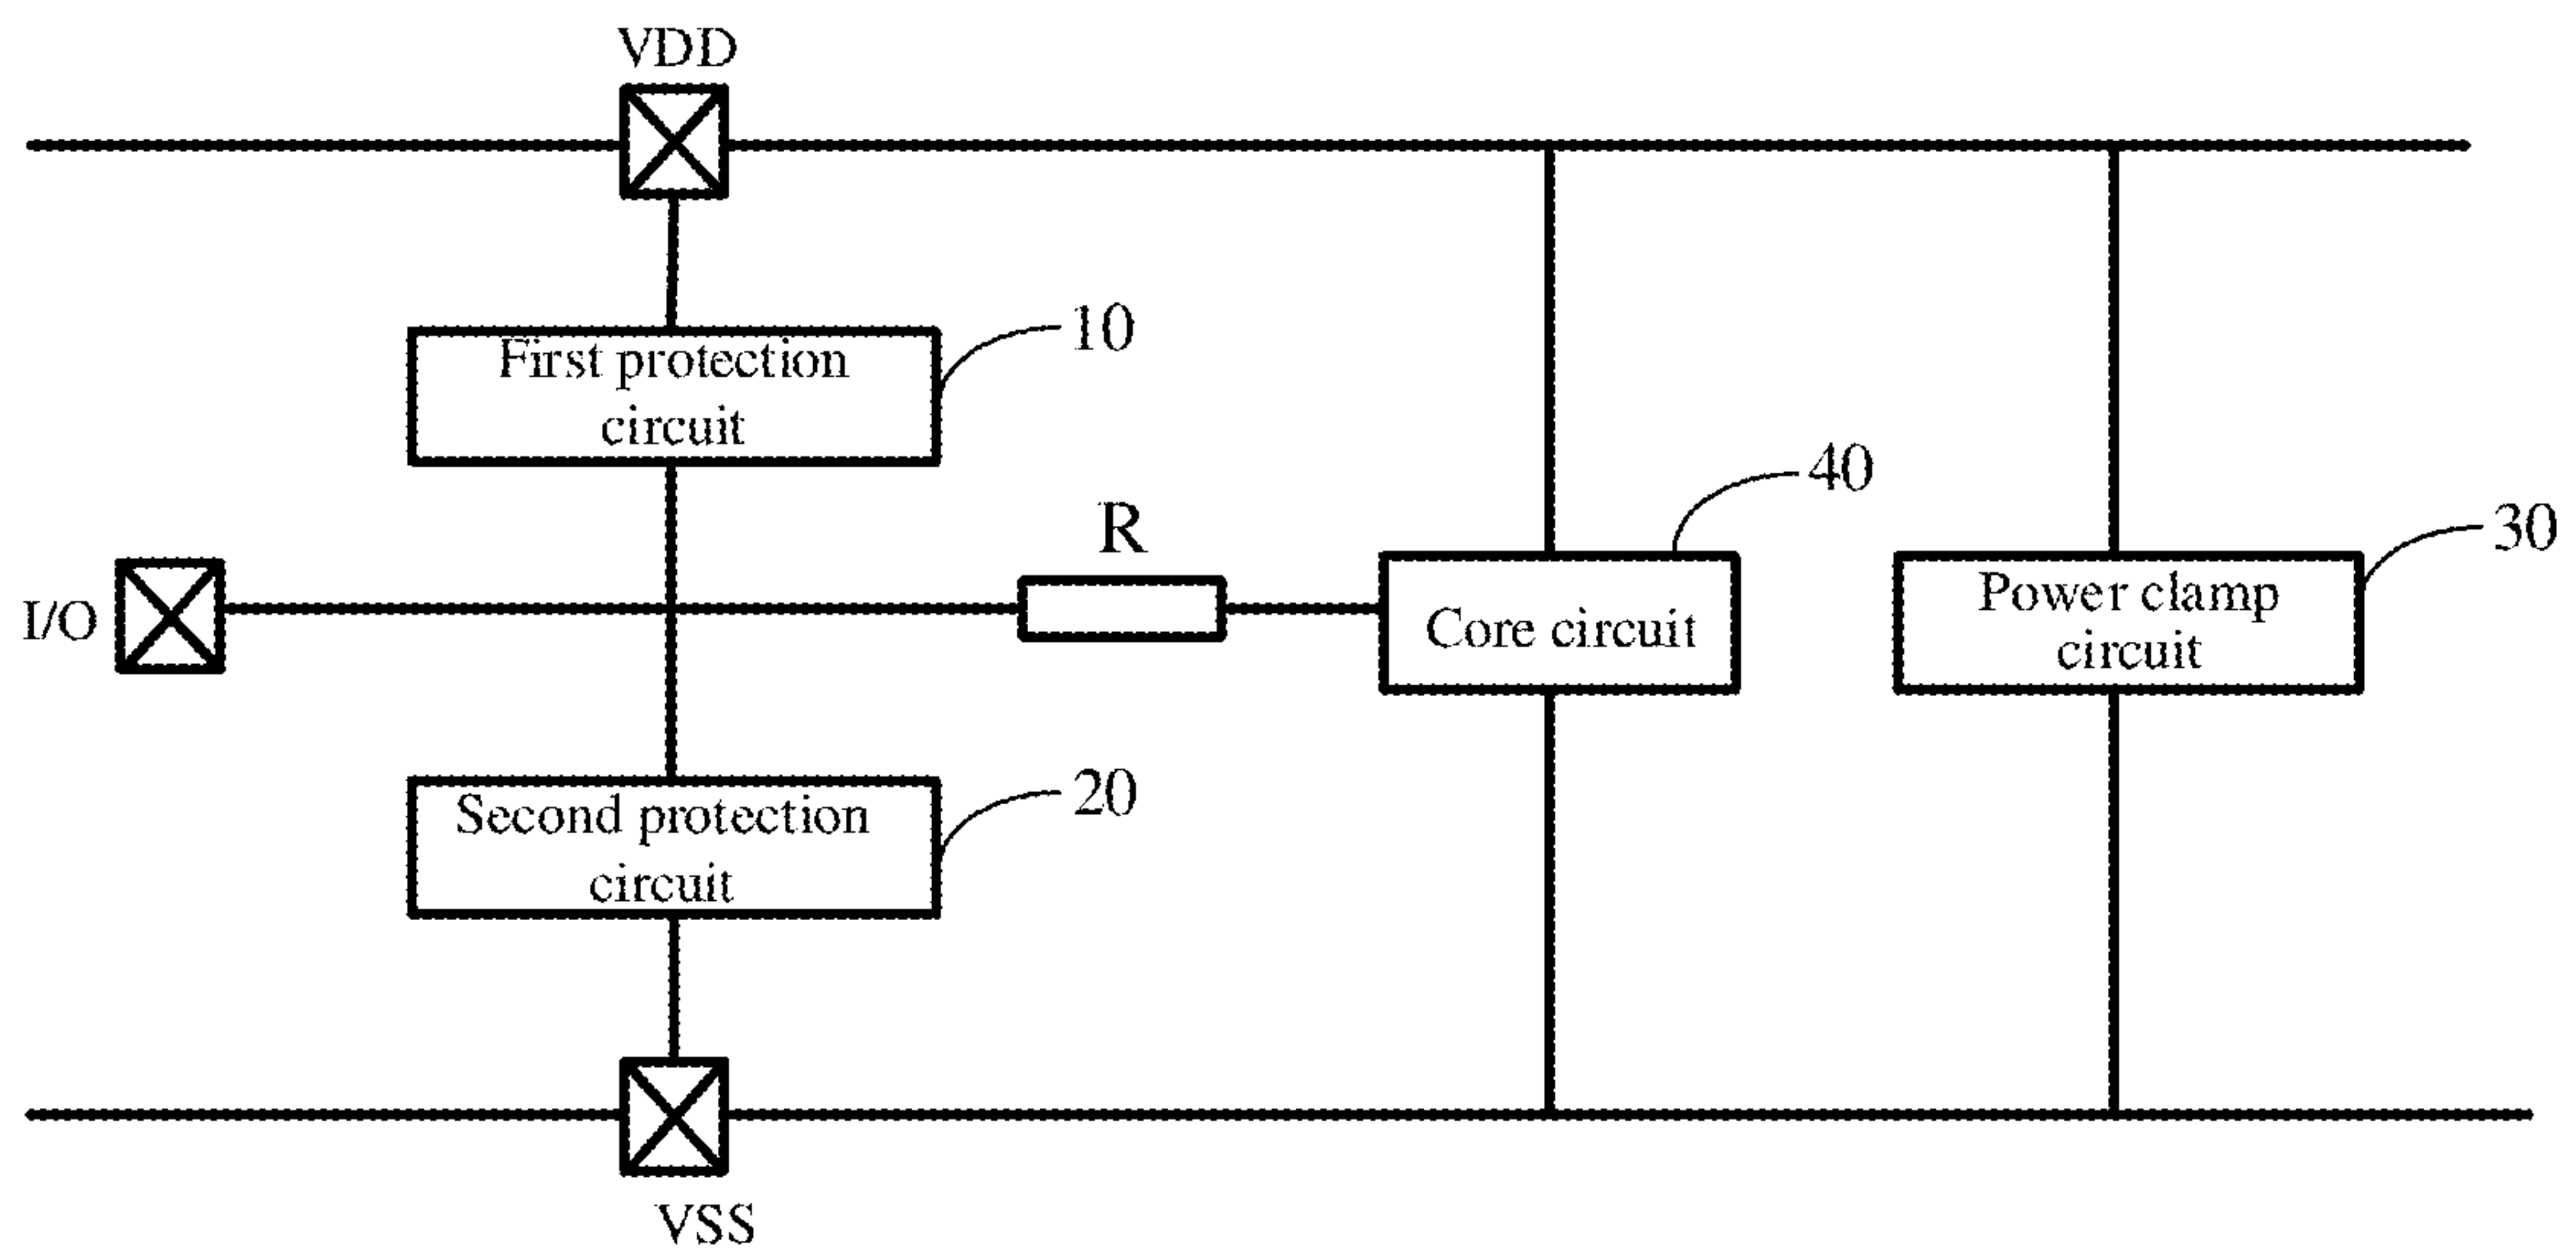 VDD
First protection
circuit
10
R
40
30
I/O
Core circuit
Power clamp
circuit
Second protection
circuit
20
VSS